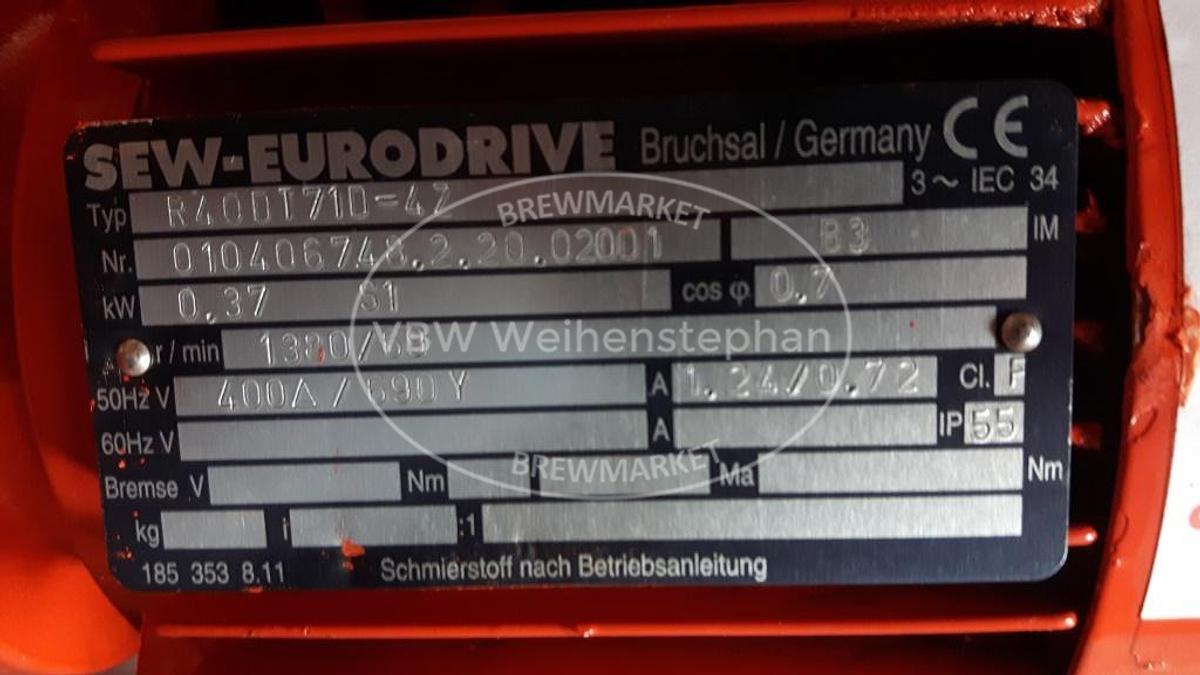 SEW-EURODRIVE Bruchsal / Germany CE
3 ~ IEC 34
Typ R40DT71D-4Z
BREWMARKET
Nr. 010406748.2.20.02001 B3 IM
kW 0,37 S1 cos φ 0,7
VBW Weihenstephan
r / min 1380/
50Hz V 400Δ/690Y A 1.24/0.72 Cl. F
60Hz V A IP 55
BREWMARKET
Bremse V Nm Ma Nm
kg i :1
185 353 8.11 Schmierstoff nach Betriebsanleitung